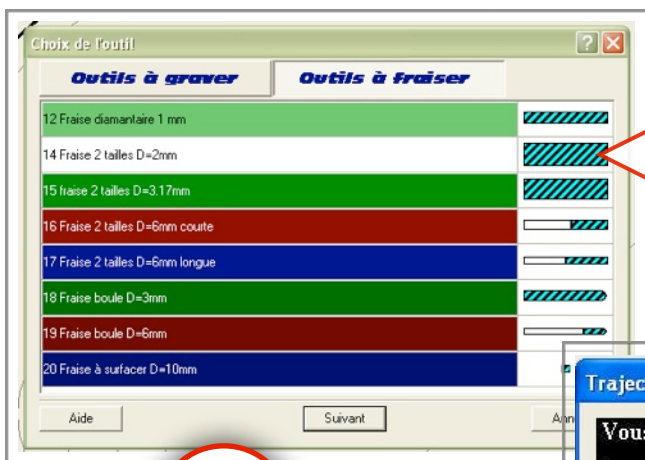 Choix de l'outil
Outils à graver Outils à fraiser
12 Fraise diamantaire 1 mm
14 Fraise 2 tailles D=2mm
15 fraise 2 tailles D=3.17mm
16 Fraise 2 tailles D=6mm courte
17 Fraise 2 tailles D=6mm longue
18 Fraise boule D=3mm
19 Fraise boule D=6mm
20 Fraise à surfacer D=10mm
Aide Suivant Ann
Trajec
Vous